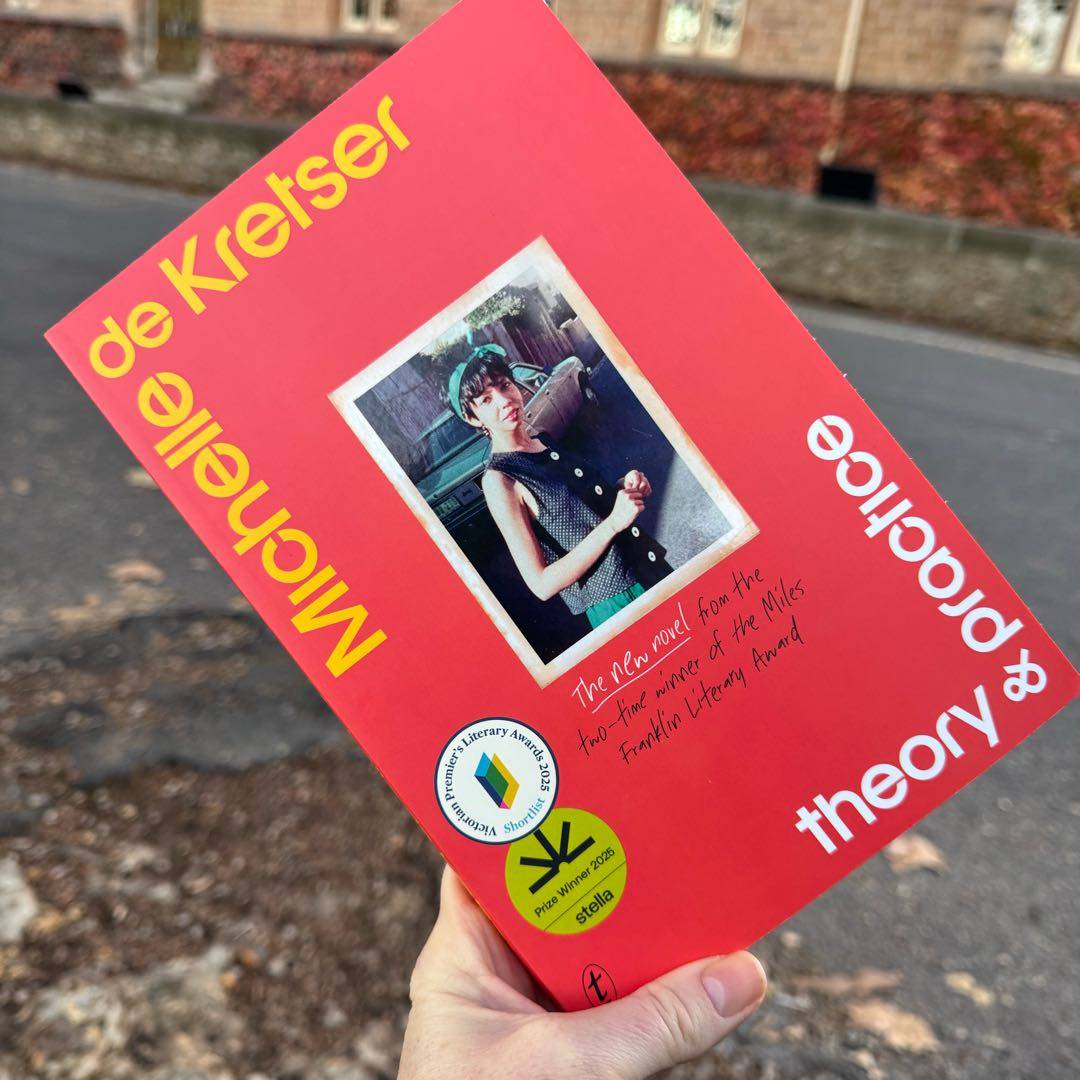 Michelle
de Kretser
The new novel from the
two-time winner of the Miles
Franklin Literary Award
theory & practice
Victorian Premier's Literary Awards 2025
Shortlist
Prize Winner 2025
stella
t